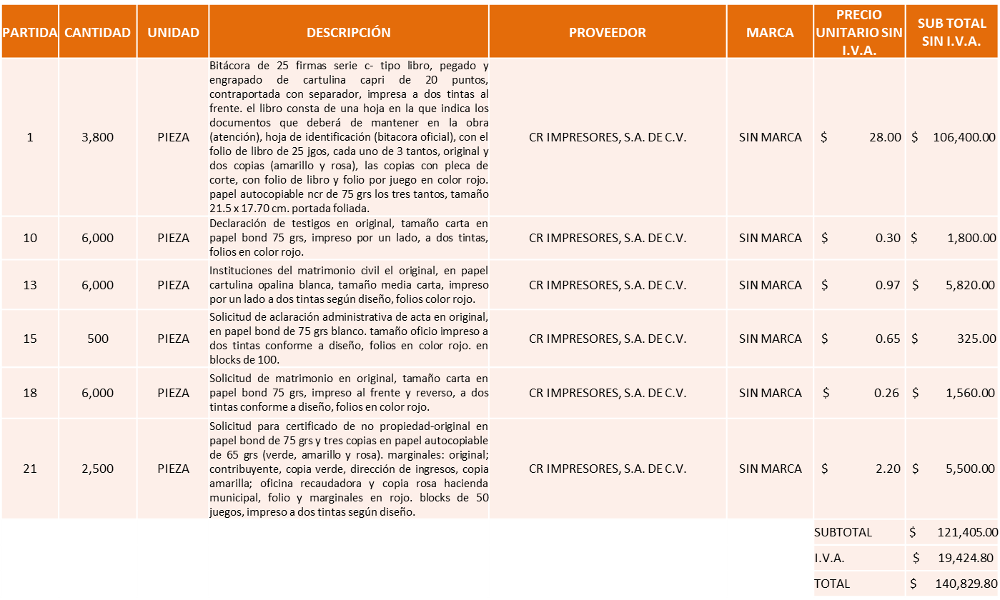 PARTIDA CANTIDAD UNIDAD DESCRIPCIÓN PROVEEDOR MARCA PRECIO UNITARIO SIN I.V.A. SUB TOTAL SIN I.V.A.
1 3,800 PIEZA
Bitácora de 25 firmas serie c- tipo libro, pegado y
engrapado de cartulina capri de 20 puntos,
contraportada con separador, impresa a dos tintas al
frente. el libro consta de una hoja en la que indica los
documentos que deberá de mantener en la obra
(atención), hoja de identificación (bitacora oficial), con el
folio de libro de 25 jgos, cada uno de 3 tantos, original y
dos copias (amarillo y rosa), las copias con pleca de
corte, con folio de libro y folio por juego en color rojo.
papel autocopiable ncr de 75 grs los tres tantos, tamaño
21.5 x 17.70 cm. portada foliada.
CR IMPRESORES, S.A. DE C.V. SIN MARCA $ 28.00 $ 106,400.00
10 6,000 PIEZA
Declaración de testigos en original, tamaño carta en
papel bond 75 grs, impreso por un lado, a dos tintas,
folios en color rojo.
CR IMPRESORES, S.A. DE C.V. SIN MARCA $ 0.30 $ 1,800.00
13 6,000 PIEZA
Instituciones del matrimonio civil el original, en papel
cartulina opalina blanca, tamaño media carta, impreso
por un lado a dos tintas según diseño, folios color rojo.
CR IMPRESORES, S.A. DE C.V. SIN MARCA $ 0.97 $ 5,820.00
15 500 PIEZA
Solicitud de aclaración administrativa de acta en original,
en papel bond de 75 grs blanco. tamaño oficio impreso a
dos tintas conforme a diseño, folios en color rojo. en
blocks de 100.
CR IMPRESORES, S.A. DE C.V. SIN MARCA $ 0.65 $ 325.00
18 6,000 PIEZA
Solicitud de matrimonio en original, tamaño carta en
papel bond 75 grs, impreso al frente y reverso, a dos
tintas conforme a diseño, folios en color rojo.
CR IMPRESORES, S.A. DE C.V. SIN MARCA $ 0.26 $ 1,560.00
21 2,500 PIEZA
Solicitud para certificado de no propiedad-original en
papel bond de 75 grs y tres copias en papel autocopiable
de 65 grs (verde, amarillo y rosa). marginales: original;
contribuyente, copia verde, dirección de ingresos, copia
amarilla; oficina recaudadora y copia rosa hacienda
municipal, folio y marginales en rojo. blocks de 50
juegos, impreso a dos tintas según diseño.
CR IMPRESORES, S.A. DE C.V. SIN MARCA $ 2.20 $ 5,500.00
SUBTOTAL $ 121,405.00
I.V.A. $ 19,424.80
TOTAL $ 140,829.80